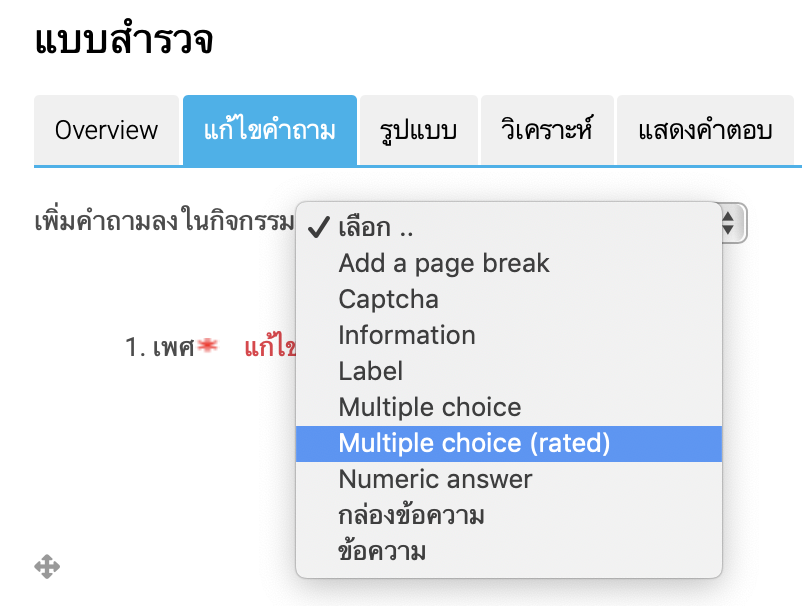 แบบสำรวจ
Overview แก้ไขคำถาม รูปแบบ วิเคราะห์ แสดงคำตอบ
เพิ่มคำถามลงในกิจกรรม
✓ เลือก ..
Add a page break
Captcha
Information
Label
Multiple choice
Multiple choice (rated)
Numeric answer
กล่องข้อความ
ข้อความ
1. เพศ* แก้ไข